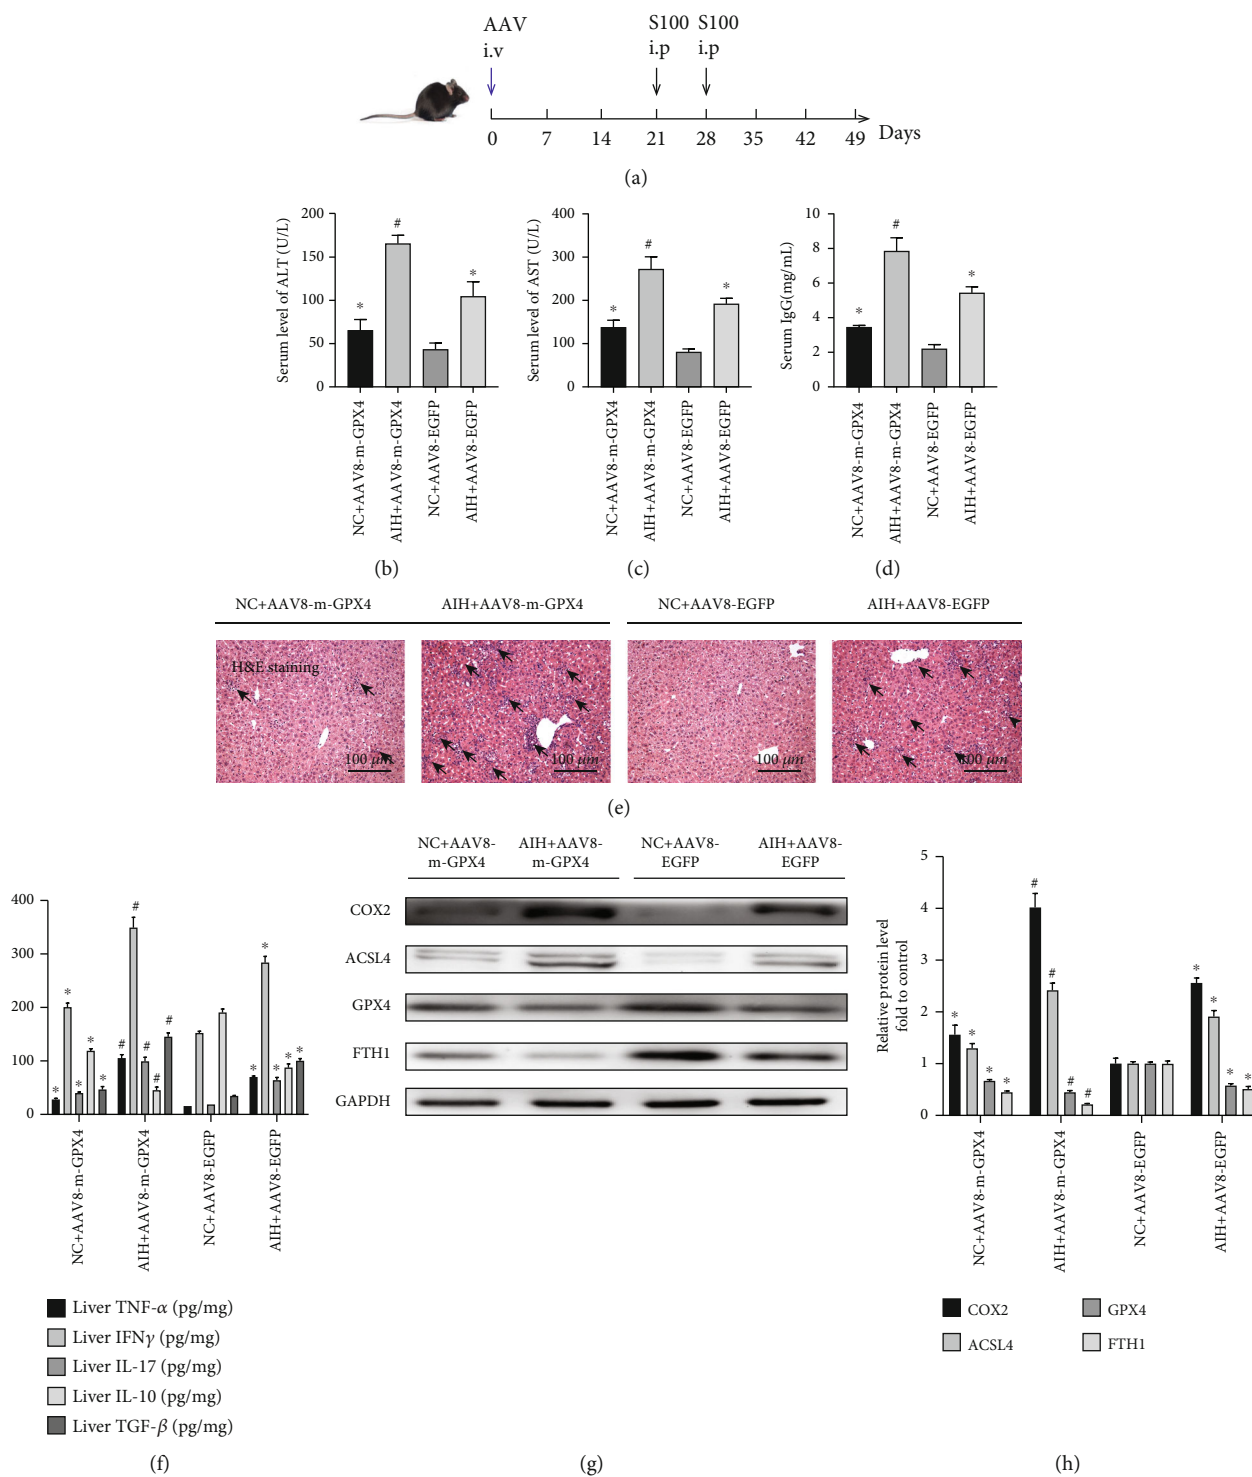 AAV
i.v
S100
i.p
S100
i.p
0 7 14 21 28 35 42 49 Days
(a)
Serum level of ALT (U/L)
200
150
100
50
0
*
#
*
NC+AAV8-m-GPX4
AIH+AAV8-m-GPX4
NC+AAV8-EGFP
AIH+AAV8-EGFP
(b)
Serum level of AST (U/L)
400
300
200
100
0
*
#
*
NC+AAV8-m-GPX4
AIH+AAV8-m-GPX4
NC+AAV8-EGFP
AIH+AAV8-EGFP
(c)
Serum IgG(mg/mL)
10
8
6
4
2
0
*
#
*
NC+AAV8-m-GPX4
AIH+AAV8-m-GPX4
NC+AAV8-EGFP
AIH+AAV8-EGFP
(d)
NC+AAV8-m-GPX4
AIH+AAV8-m-GPX4
NC+AAV8-EGFP
AIH+AAV8-EGFP
H&E staining
100 μm
100 μm
100 μm
100 μm
(e)
400
300
200
100
0
* * * * *
# # # # #
* * * * *
NC+AAV8-m-GPX4
AIH+AAV8-m-GPX4
NC+AAV8-EGFP
AIH+AAV8-EGFP
Liver TNF-α (pg/mg)
Liver IFNγ (pg/mg)
Liver IL-17 (pg/mg)
Liver IL-10 (pg/mg)
Liver TGF-β (pg/mg)
(f)
NC+AAV8-
m-GPX4
AIH+AAV8-
m-GPX4
NC+AAV8-
EGFP
AIH+AAV8-
EGFP
COX2
ACSL4
GPX4
FTH1
GAPDH
(g)
Relative protein level
fold to control
5
4
3
2
1
0
* * * *
# # # #
* * * *
NC+AAV8-m-GPX4
AIH+AAV8-m-GPX4
NC+AAV8-EGFP
AIH+AAV8-EGFP
COX2
ACSL4
GPX4
FTH1
(h)